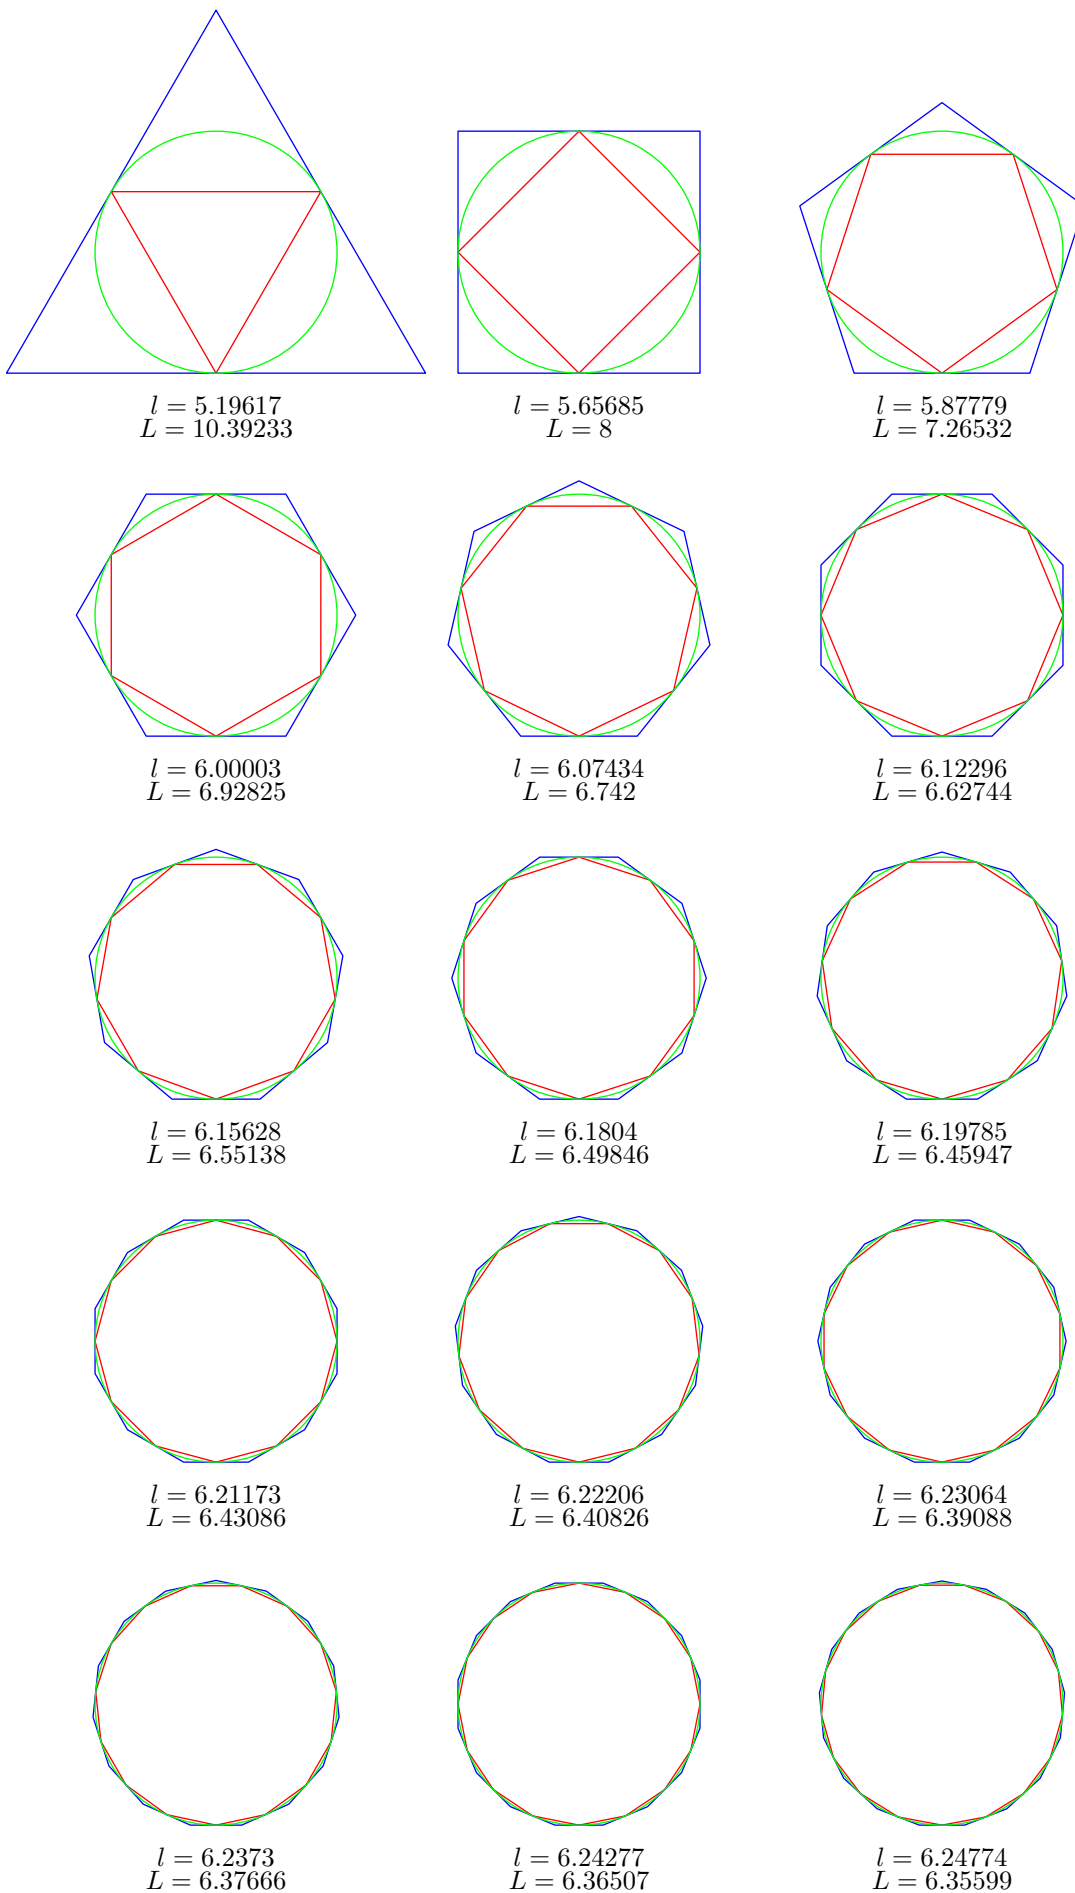 l = 5.19617
L = 10.39233
l = 5.65685
L = 8
l = 5.87779
L = 7.26532
l = 6.00003
L = 6.92825
l = 6.07434
L = 6.742
l = 6.12296
L = 6.62744
l = 6.15628
L = 6.55138
l = 6.1804
L = 6.49846
l = 6.19785
L = 6.45947
l = 6.21173
L = 6.43086
l = 6.22206
L = 6.40826
l = 6.23064
L = 6.39088
l = 6.2373
L = 6.37666
l = 6.24277
L = 6.36507
l = 6.24774
L = 6.35599